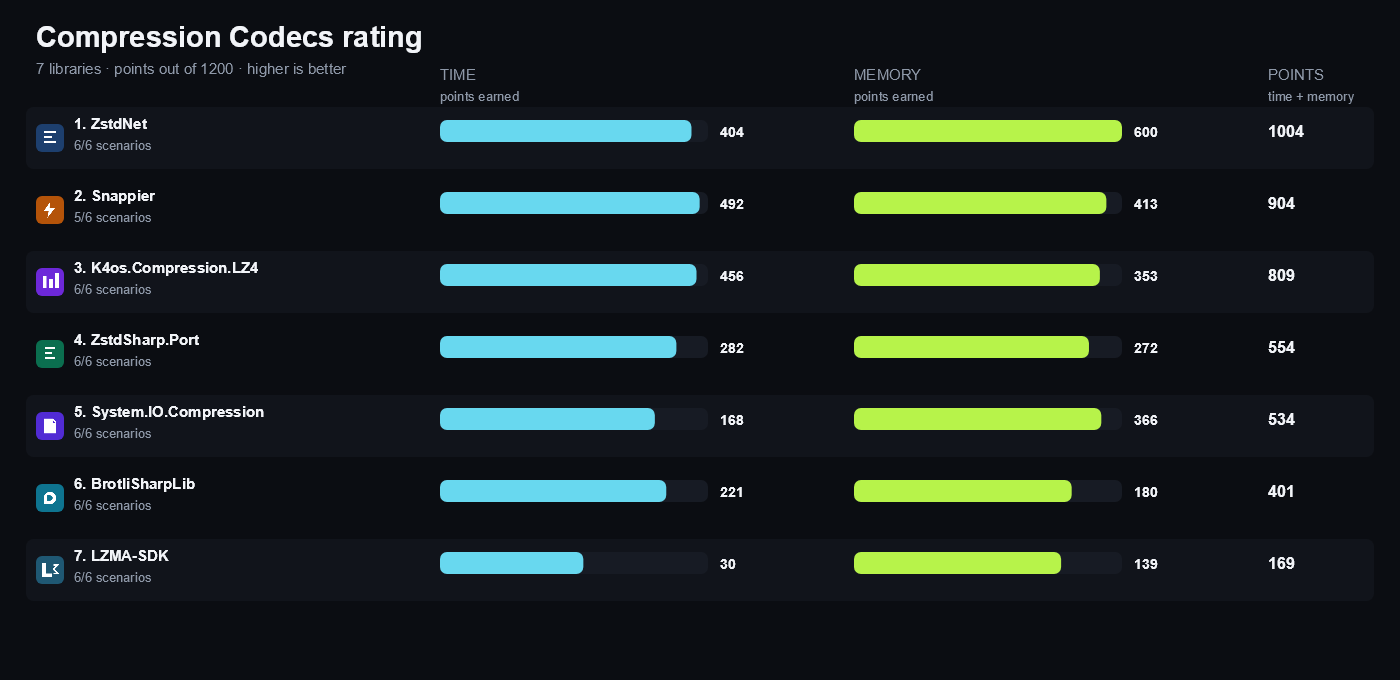 Compression Codecs rating
7 libraries · points out of 1200 · higher is better
TIME
points earned
MEMORY
points earned
POINTS
time + memory
1. ZstdNet
6/6 scenarios
404
600
1004
2. Snappier
5/6 scenarios
492
413
904
3. K4os.Compression.LZ4
6/6 scenarios
456
353
809
4. ZstdSharp.Port
6/6 scenarios
282
272
554
5. System.IO.Compression
6/6 scenarios
168
366
534
6. BrotliSharpLib
6/6 scenarios
221
180
401
7. LZMA-SDK
6/6 scenarios
30
139
169